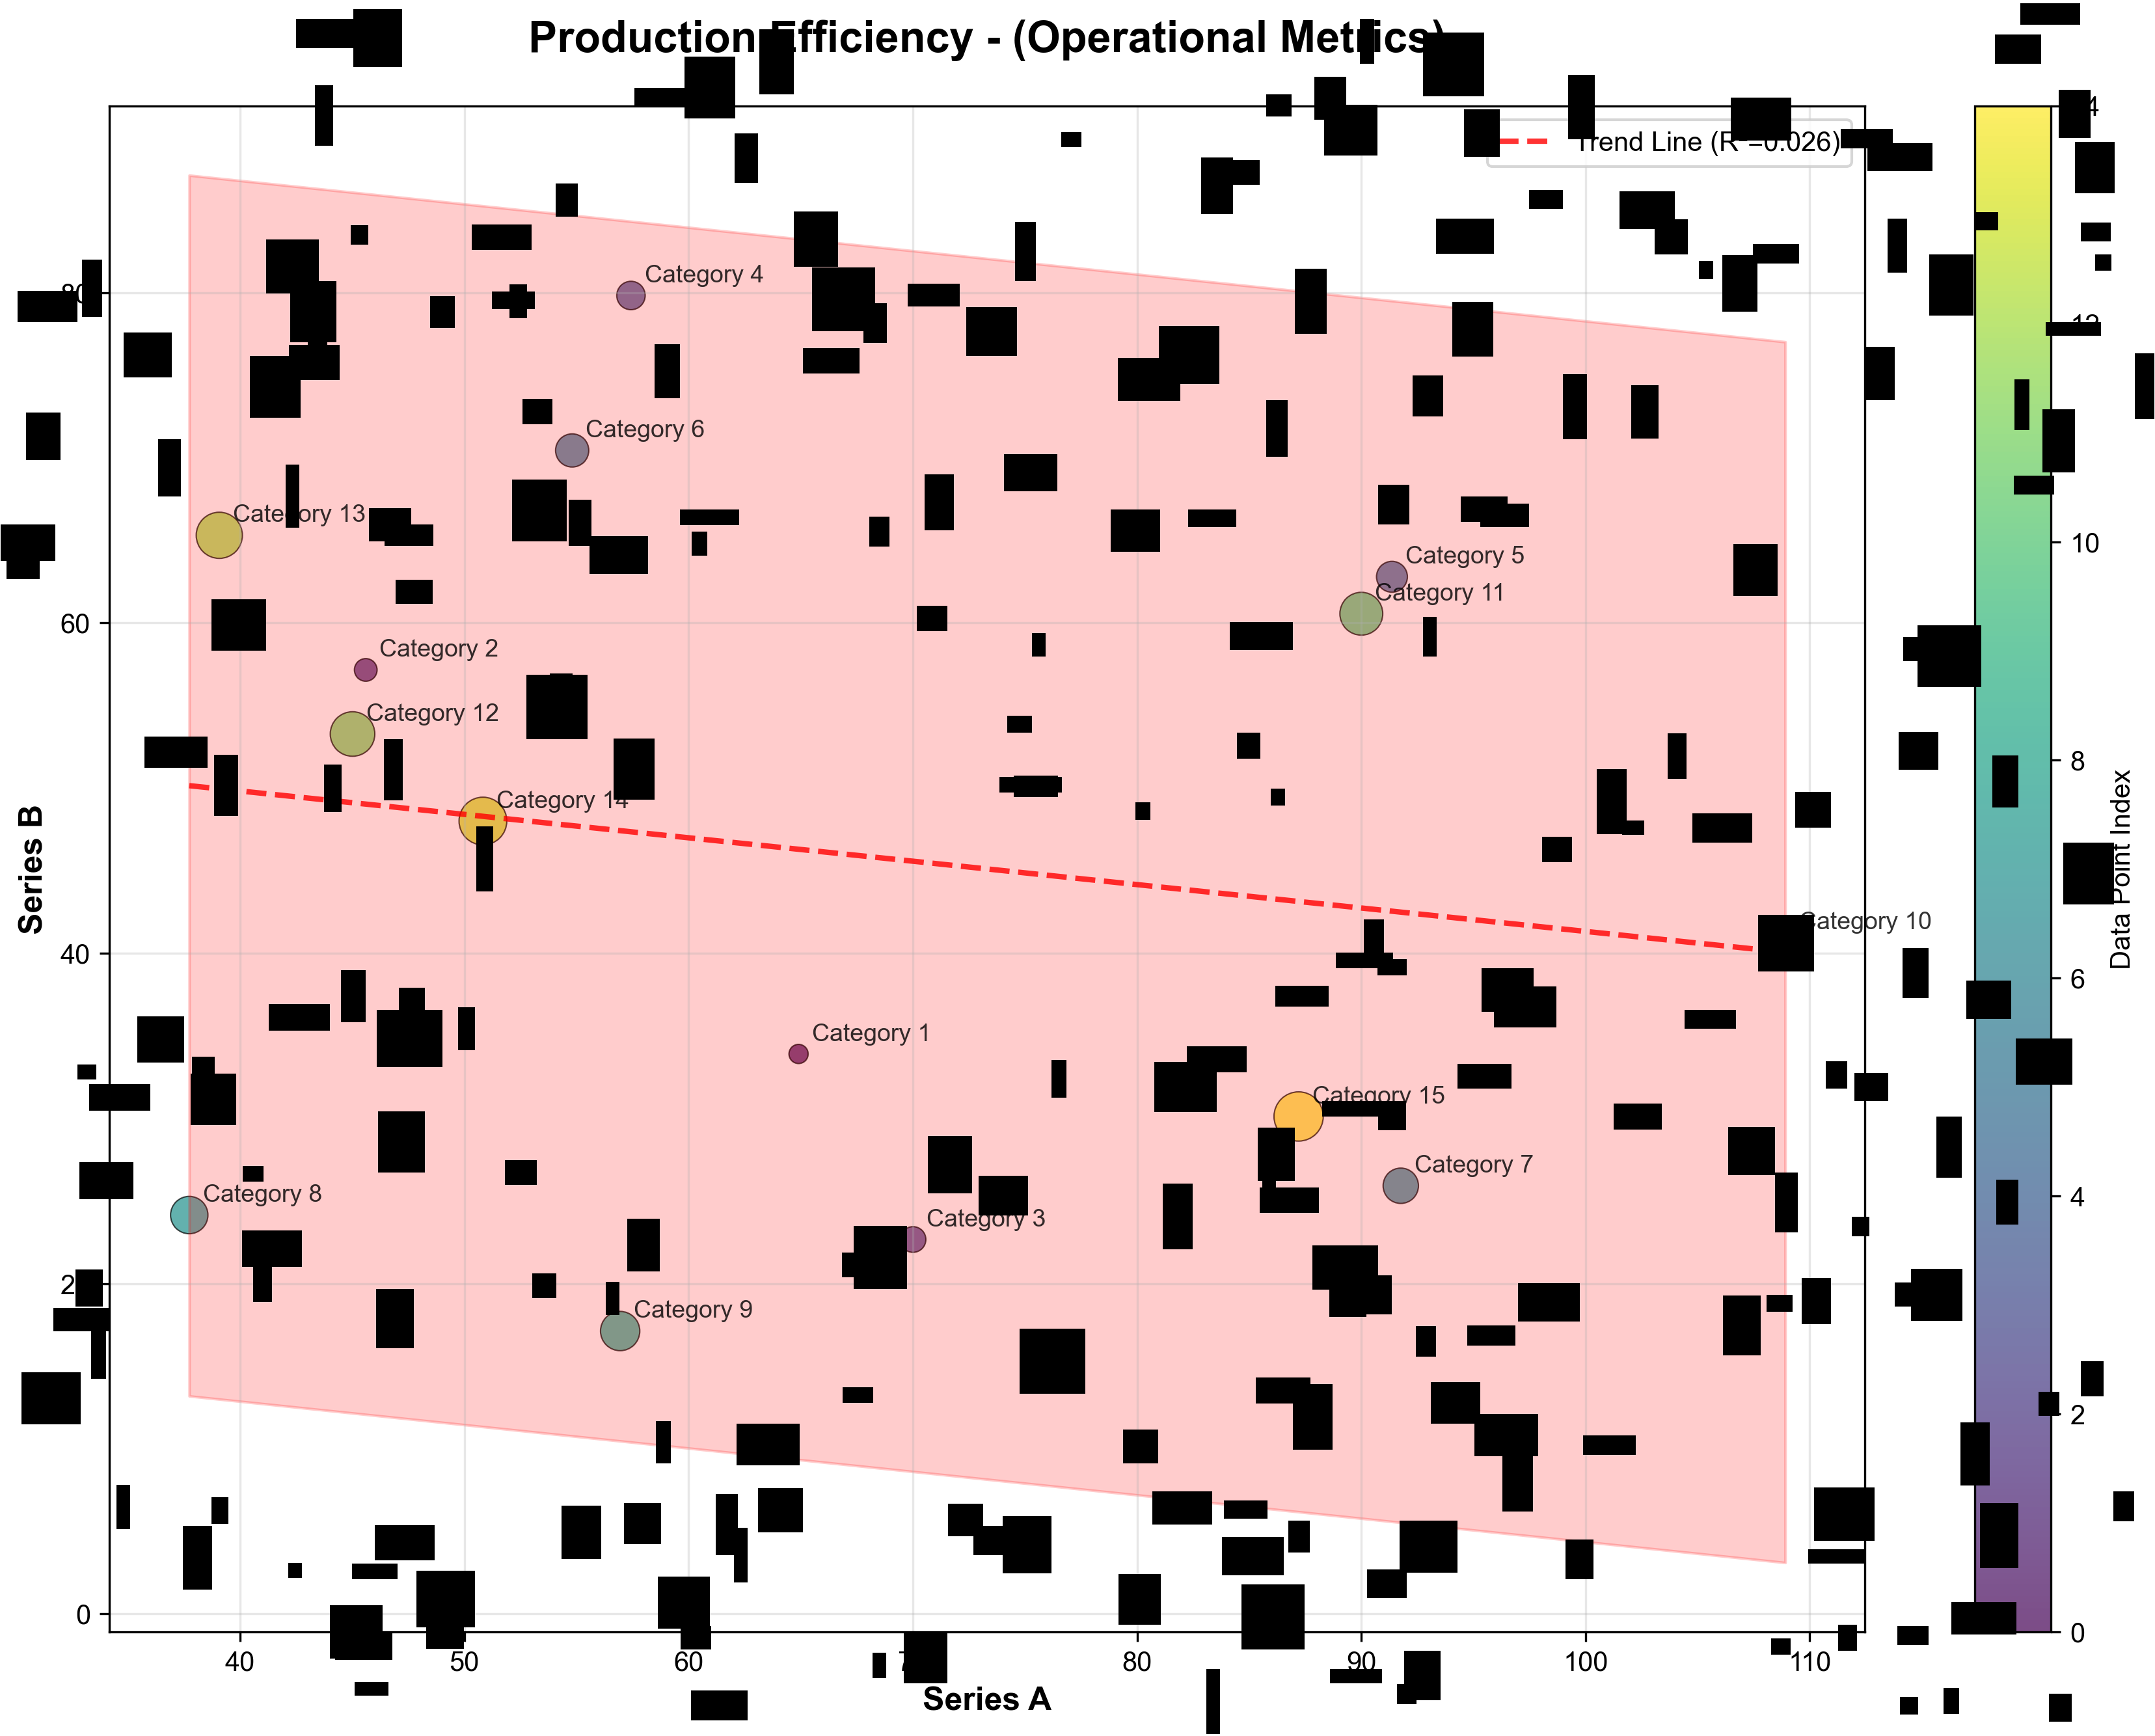 Production Efficiency - (Operational Metrics)
Trend Line (R²=0.026)
Category 4
Category 6
Category 13
Category 5
Category 11
Category 2
Category 12
Category 14
Category 10
Category 1
Category 15
Category 7
Category 8
Category 3
Category 9
Series B
60
40
0
40
50
60
80
90
100
110
Series A
12
10
8
6
4
2
0
Data Point Index